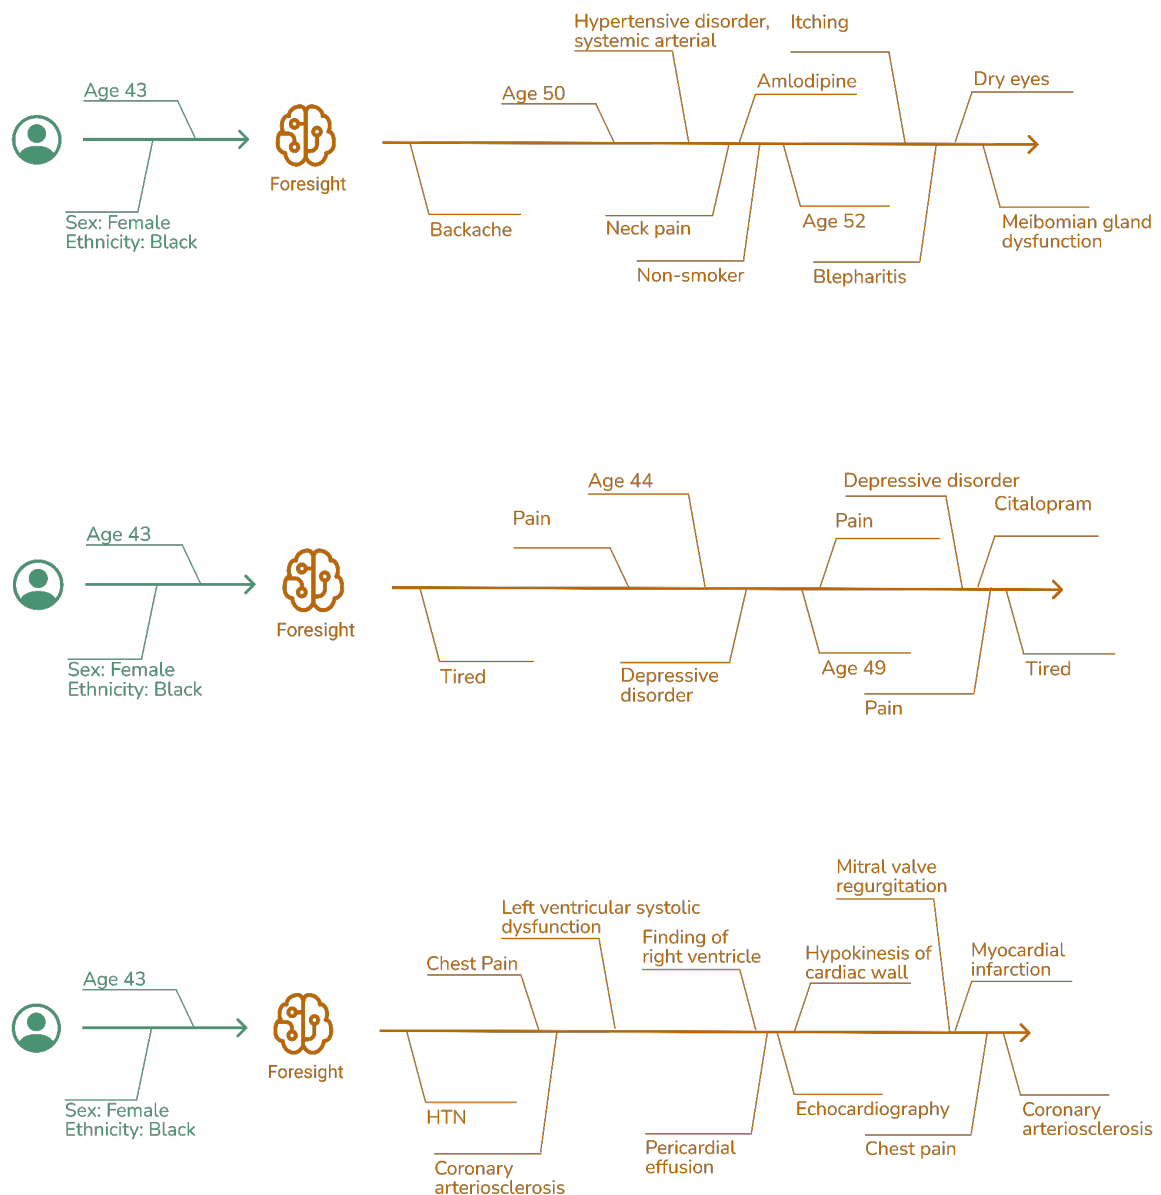 Hypertensive disorder,
systemic arterial
Itching
Age 43
Age 50
Amlodipine
Dry eyes
Foresight
Sex: Female
Ethnicity: Black
Backache
Neck pain
Age 52
Meibomian gland
dysfunction
Non-smoker
Blepharitis
Age 43
Pain
Age 44
Pain
Depressive disorder
Citalopram
Foresight
Sex: Female
Ethnicity: Black
Tired
Depressive
disorder
Age 49
Pain
Tired
Age 43
Chest Pain
Left ventricular systolic
dysfunction
Finding of
right ventricle
Hypokinesis of
cardiac wall
Mitral valve
regurgitation
Myocardial
infarction
Foresight
Sex: Female
Ethnicity: Black
HTN
Coronary
arteriosclerosis
Pericardial
effusion
Echocardiography
Chest pain
Coronary
arteriosclerosis